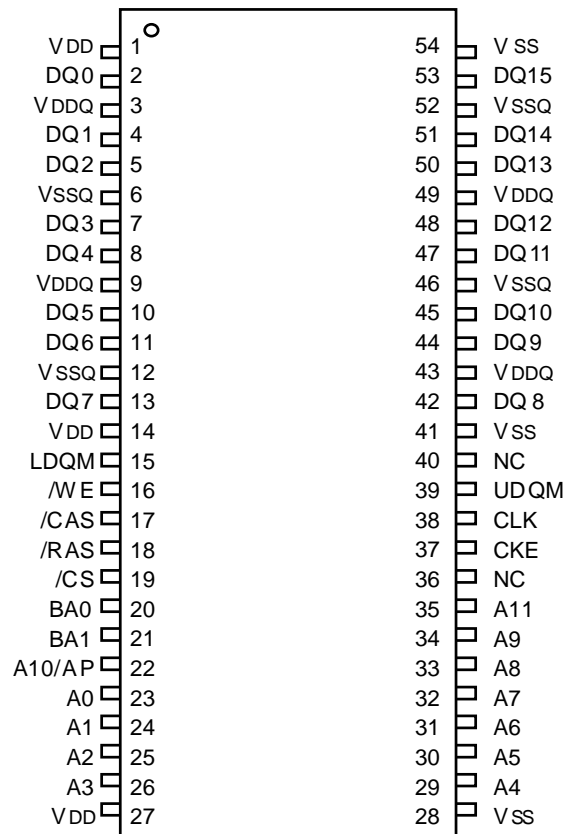 VDD 1 54 VSS
DQ0 2 53 DQ15
VDDQ 3 52 VSSQ
DQ1 4 51 DQ14
DQ2 5 50 DQ13
VSSQ 6 49 VDDQ
DQ3 7 48 DQ12
DQ4 8 47 DQ11
VDDQ 9 46 VSSQ
DQ5 10 45 DQ10
DQ6 11 44 DQ9
VSSQ 12 43 VDDQ
DQ7 13 42 DQ8
VDD 14 41 VSS
LDQM 15 40 NC
/WE 16 39 UDQM
/CAS 17 38 CLK
/RAS 18 37 CKE
/CS 19 36 NC
BA0 20 35 A11
BA1 21 34 A9
A10/AP 22 33 A8
A0 23 32 A7
A1 24 31 A6
A2 25 30 A5
A3 26 29 A4
VDD 27 28 VSS